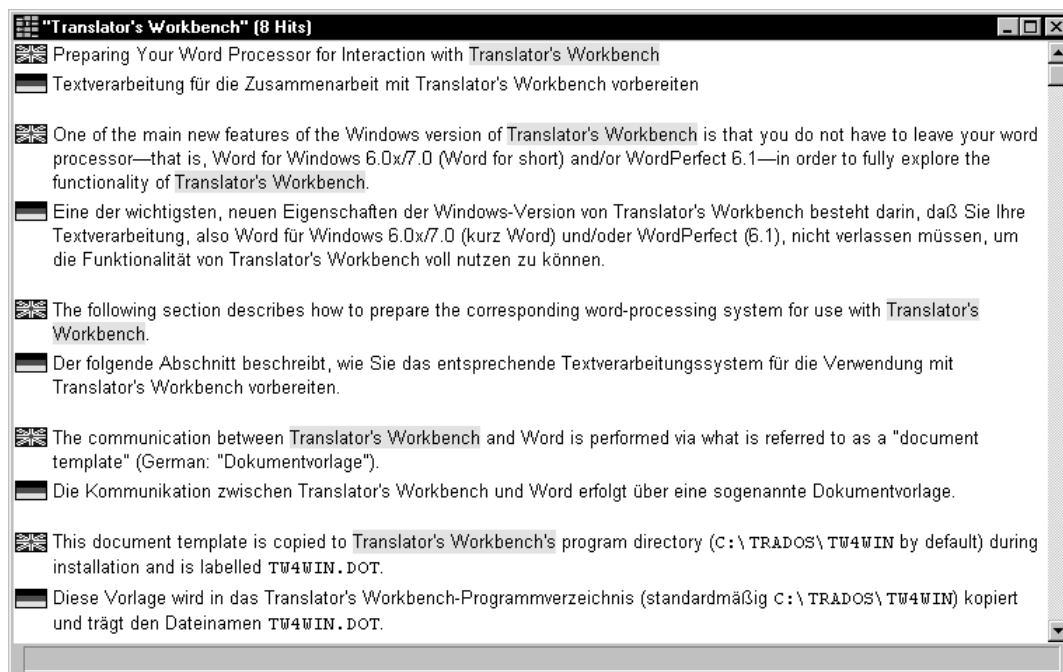 "Translator's Workbench" (8 Hits)
Preparing Your Word Processor for Interaction with Translator's Workbench
Textverarbeitung für die Zusammenarbeit mit Translator's Workbench vorbereiten
One of the main new features of the Windows version of Translator's Workbench is that you do not have to leave your word
processor—that is, Word for Windows 6.0x/7.0 (Word for short) and/or WordPerfect 6.1—in order to fully explore the
functionality of Translator's Workbench.
Eine der wichtigsten, neuen Eigenschaften der Windows-Version von Translator's Workbench besteht darin, daß Sie Ihre
Textverarbeitung, also Word für Windows 6.0x/7.0 (kurz Word) und/oder WordPerfect (6.1), nicht verlassen müssen, um
die Funktionalität von Translator's Workbench voll nutzen zu können.
The following section describes how to prepare the corresponding word-processing system for use with Translator's
Workbench.
Der folgende Abschnitt beschreibt, wie Sie das entsprechende Textverarbeitungssystem für die Verwendung mit
Translator's Workbench vorbereiten.
The communication between Translator's Workbench and Word is performed via what is referred to as a "document
template" (German: "Dokumentvorlage").
Die Kommunikation zwischen Translator's Workbench und Word erfolgt über eine sogenannte Dokumentvorlage.
This document template is copied to Translator's Workbench's program directory (C:\TRADOS\TW4WIN by default) during
installation and is labelled TW4WIN.DOT.
Diese Vorlage wird in das Translator's Workbench-Programmverzeichnis (standardmäßig C:\TRADOS\TW4WIN) kopiert
und trägt den Dateinamen TW4WIN.DOT.